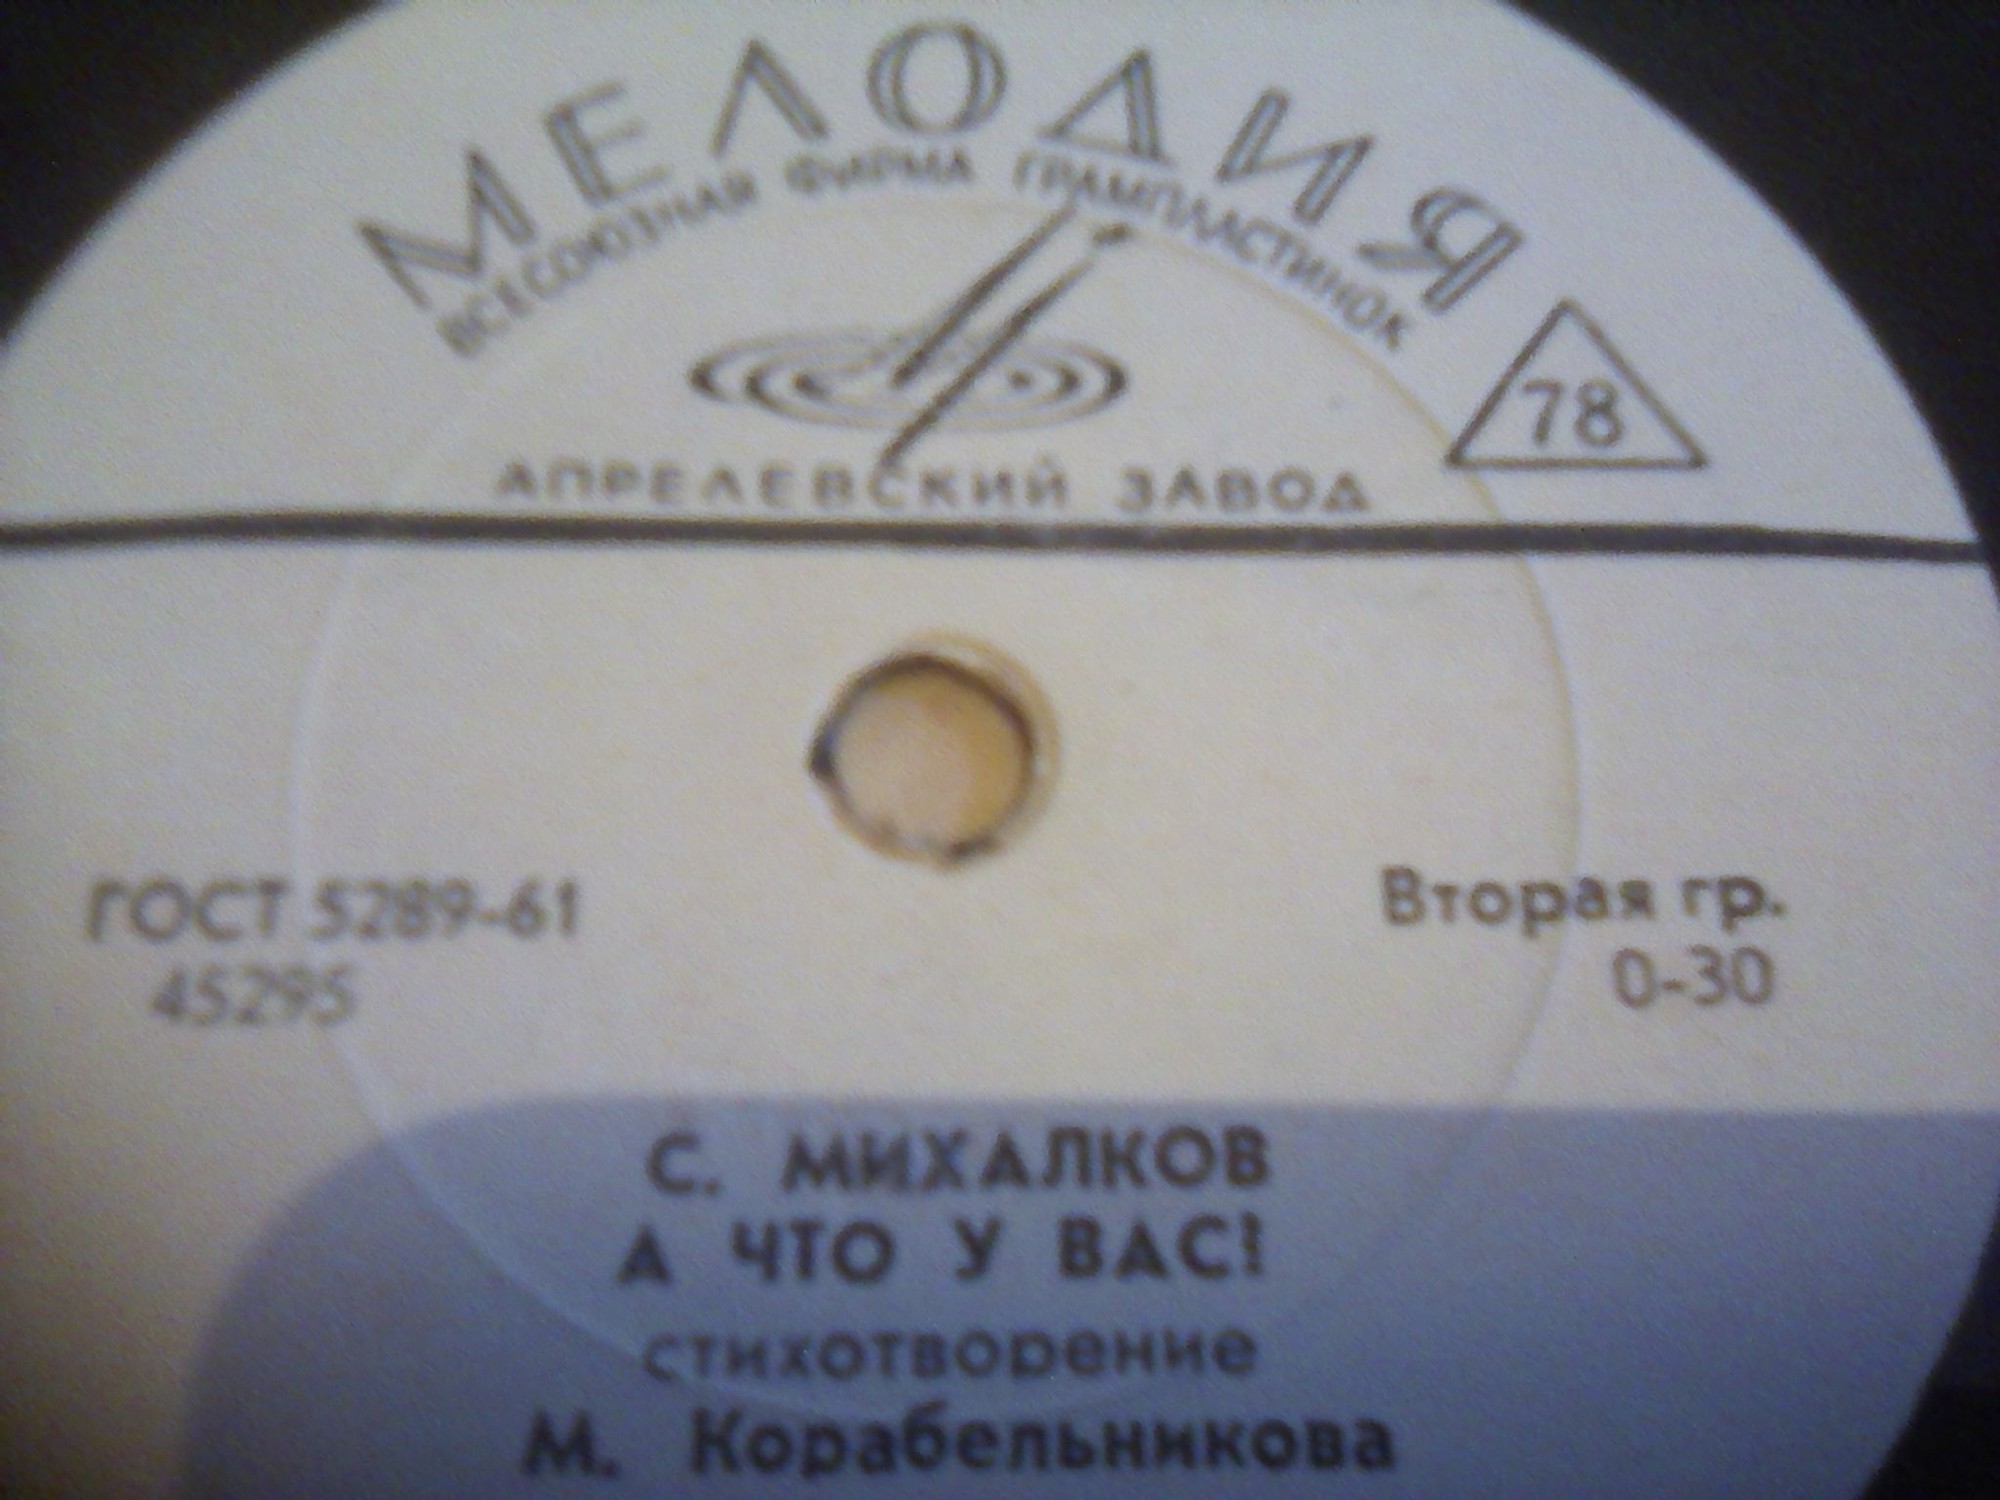 МЕЛОДИЯ
ВСЕСОЮЗНАЯ ФИРМА ГРАМПЛАСТИНОК
78
АПРЕЛЕВСКИЙ ЗАВОД
ГОСТ 5289-61
45295
Вторая гр.
0-30
С. МИХАЛКОВ
А ЧТО У ВАС!
стихотворение
М. Корабельникова